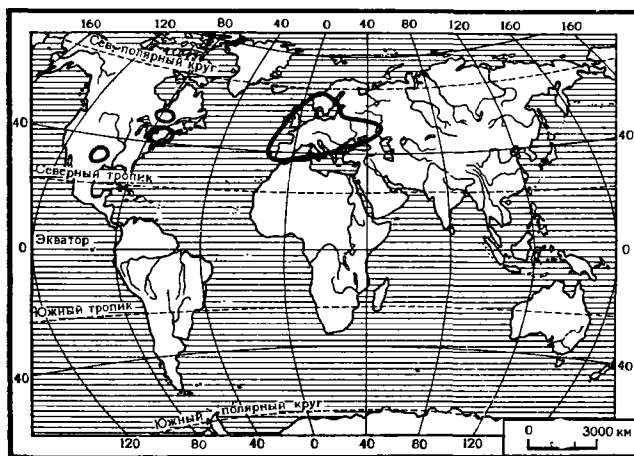 160 120 80 40 0 40 80 120 160
Сев. полярный круг
40
40
Северный тропик
Экватор
0
0
Южный тропик
40
40
Южный полярный круг
120 80 40 0 40 80 120
0 3000 км